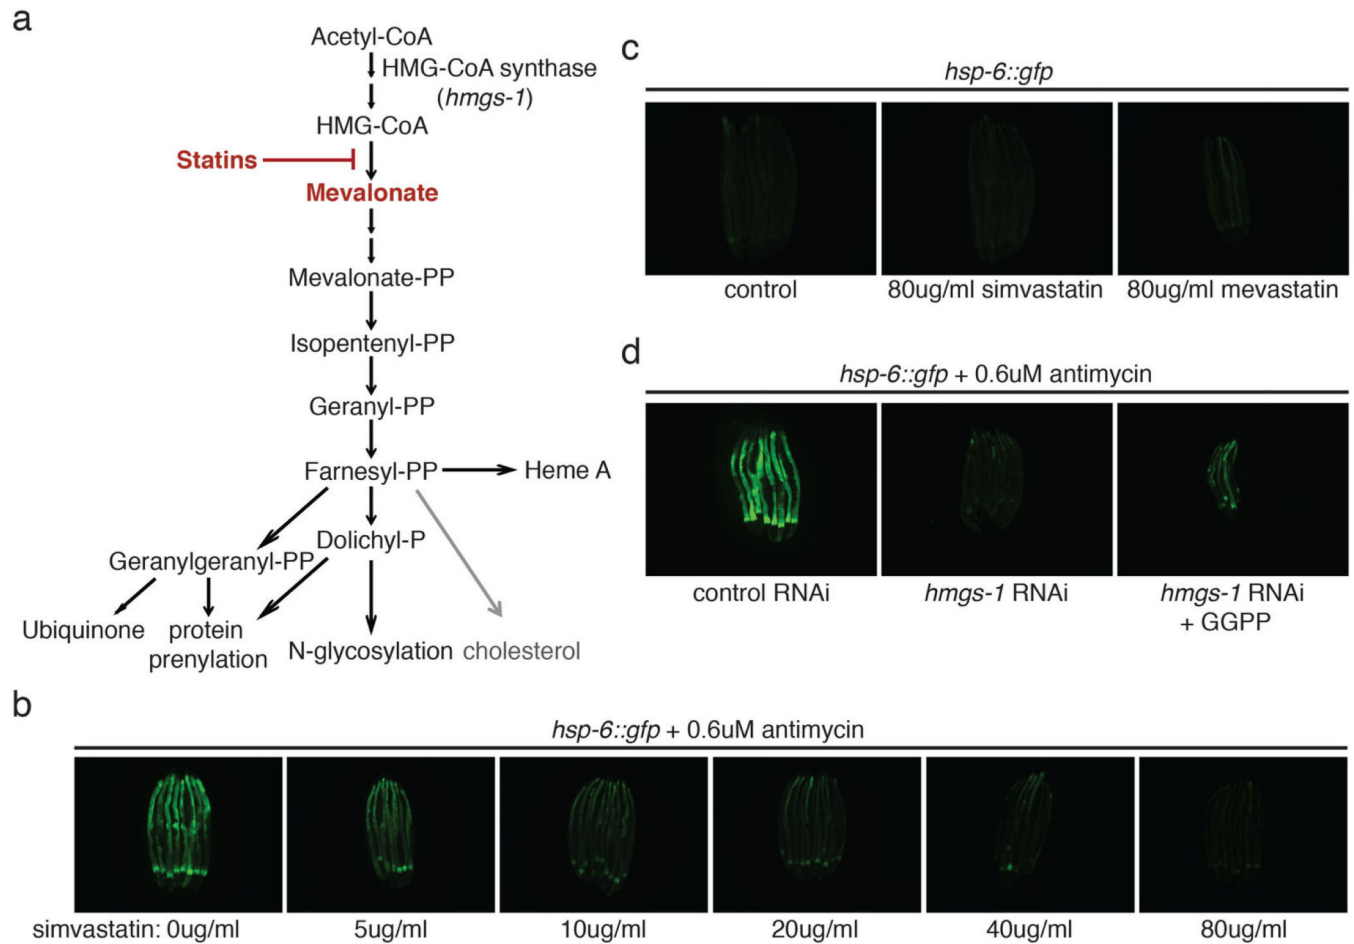 a
Acetyl-CoA
HMG-CoA synthase
(hmgs-1)
HMG-CoA
Statins
Mevalonate
Mevalonate-PP
Isopentenyl-PP
Geranyl-PP
Farnesyl-PP
Heme A
Dolichyl-P
Geranylgeranyl-PP
Ubiquinone
protein
prenylation
N-glycosylation
cholesterol
c
hsp-6::gfp
control
80ug/ml simvastatin
80ug/ml mevastatin
d
hsp-6::gfp + 0.6uM antimycin
control RNAi
hmgs-1 RNAi
hmgs-1 RNAi
+ GGPP
b
hsp-6::gfp + 0.6uM antimycin
simvastatin: 0ug/ml
5ug/ml
10ug/ml
20ug/ml
40ug/ml
80ug/ml